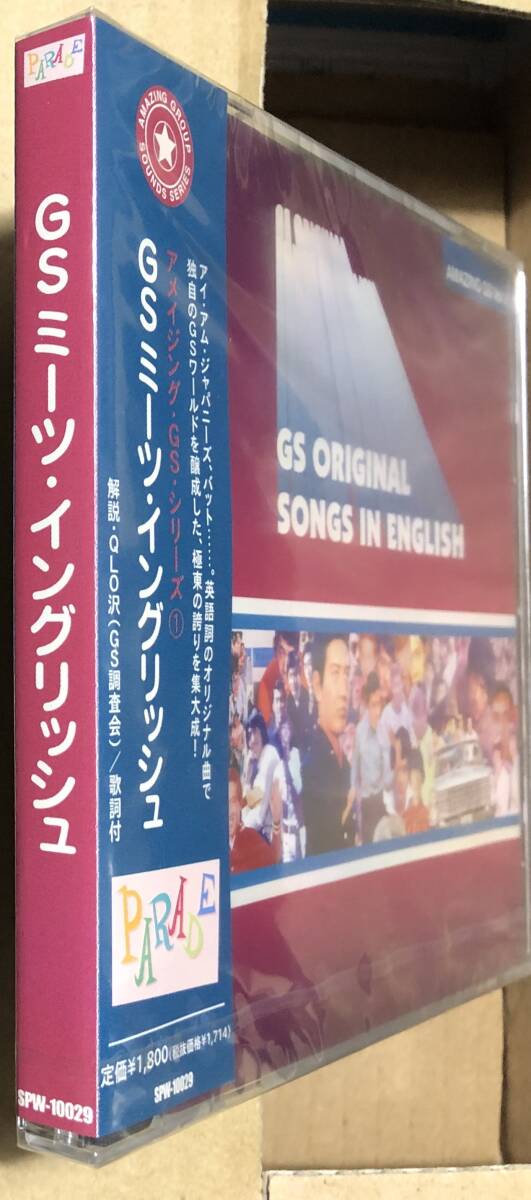 PARADE
GSミーツ・イングリッシュ
SPW-10029
AMAZING GROUP SOUNDS SERIES
アイ・アム・ジャパニーズ、バット……。英語詞のオリジナル曲で
独自のGSワールドを醸成した、極東の誇りを集大成!
アメイジング・GS・シリーズ①
GSミーツ・イングリッシュ
解説・QLO沢(GS調査会)/歌詞付
PARADE
定価¥1,800(税抜価格¥1,714)
SPW-10029
AMAZING GS
GS ORIGINAL
SONGS IN ENGLISH